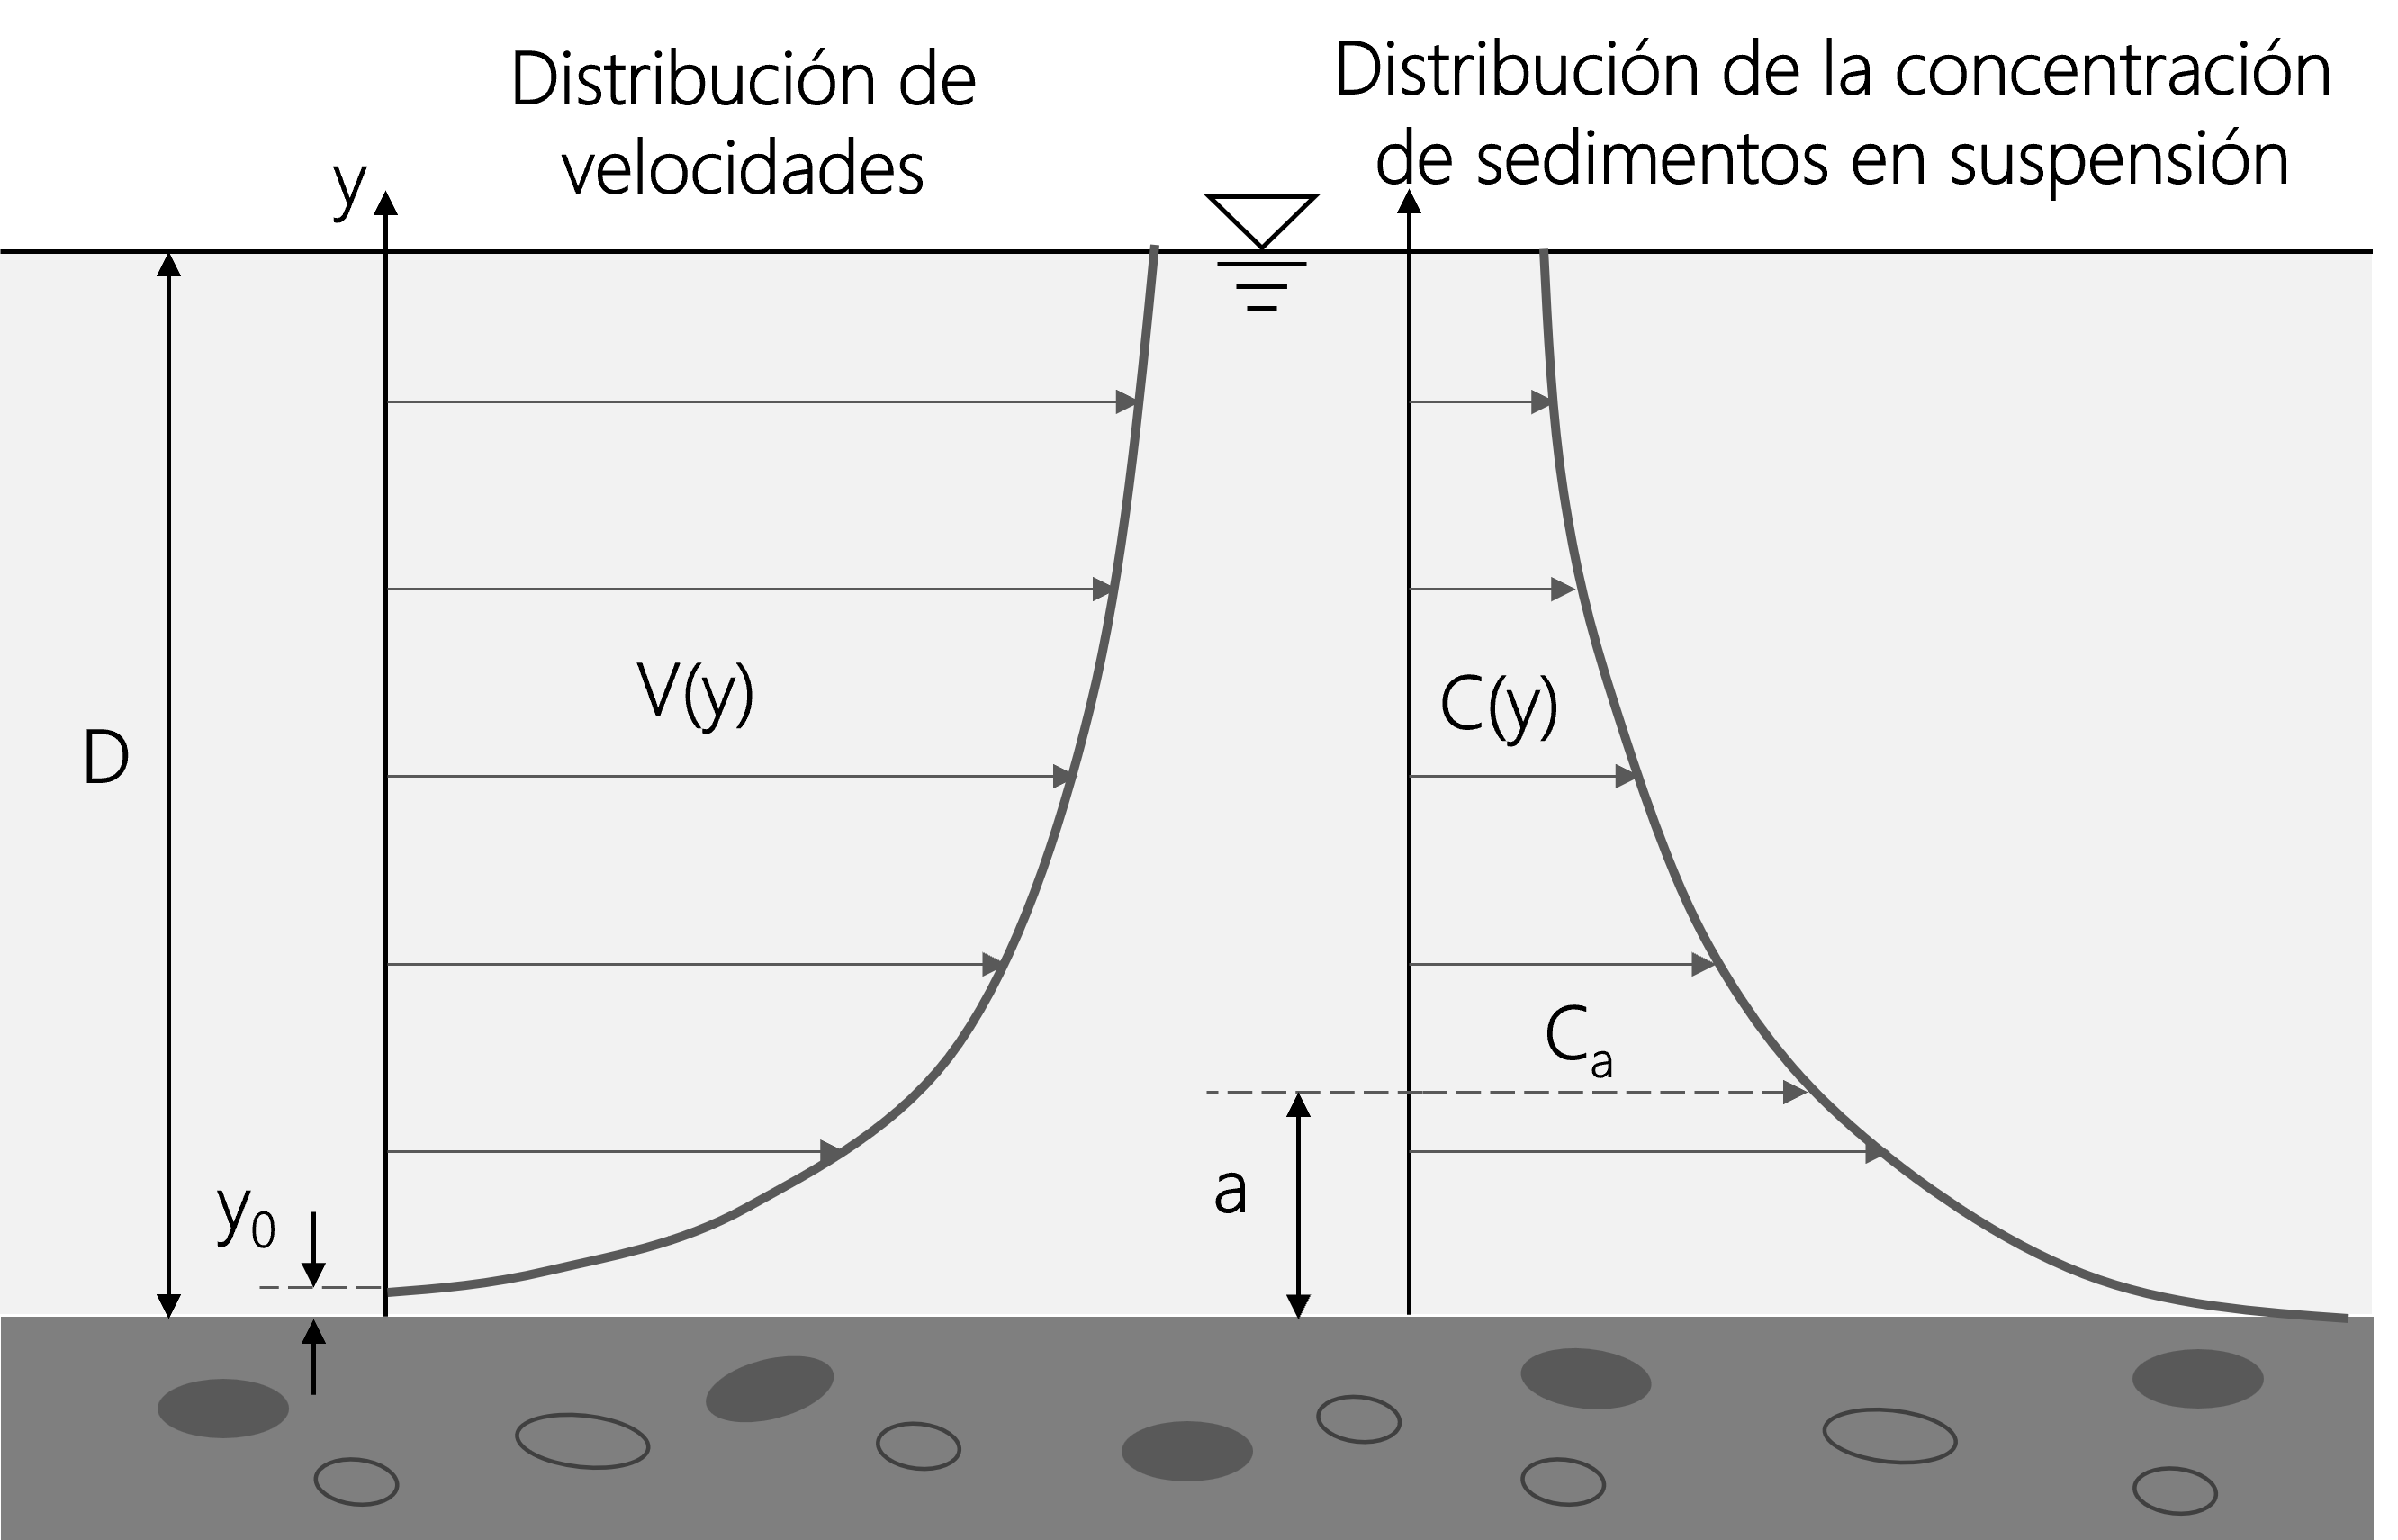 Distribución de
velocidades
Distribución de la concentración
de sedimentos en suspensión
y
V(y)
C(y)
D
Ca
a
y0